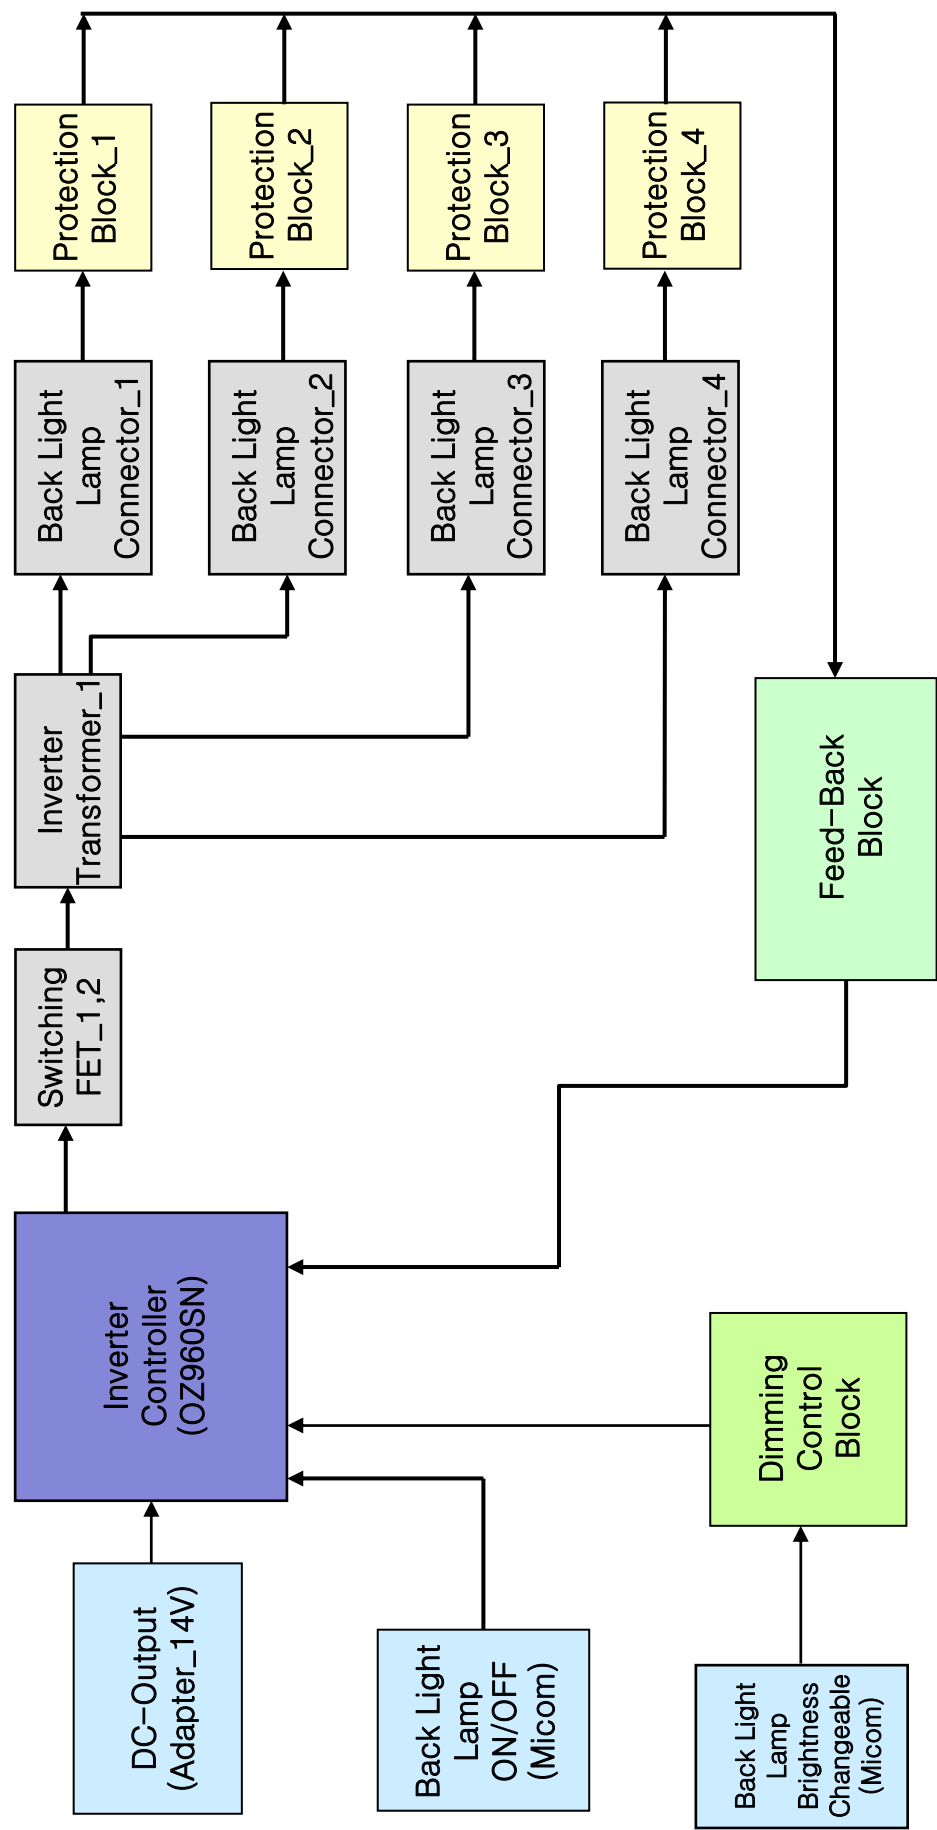 DC-Output
(Adapter_14V)
Inverter
Controller
(OZ960SN)
Switching
FET_1,2
Inverter
Transformer_1
Back Light
Lamp
Connector_1
Protection
Block_1
Back Light
Lamp
Connector_2
Protection
Block_2
Back Light
Lamp
Connector_3
Protection
Block_3
Back Light
Lamp
Connector_4
Protection
Block_4
Back Light
Lamp
ON/OFF
(Micom)
Back Light
Lamp
Brightness
Changeable
(Micom)
Dimming
Control
Block
Feed-Back
Block